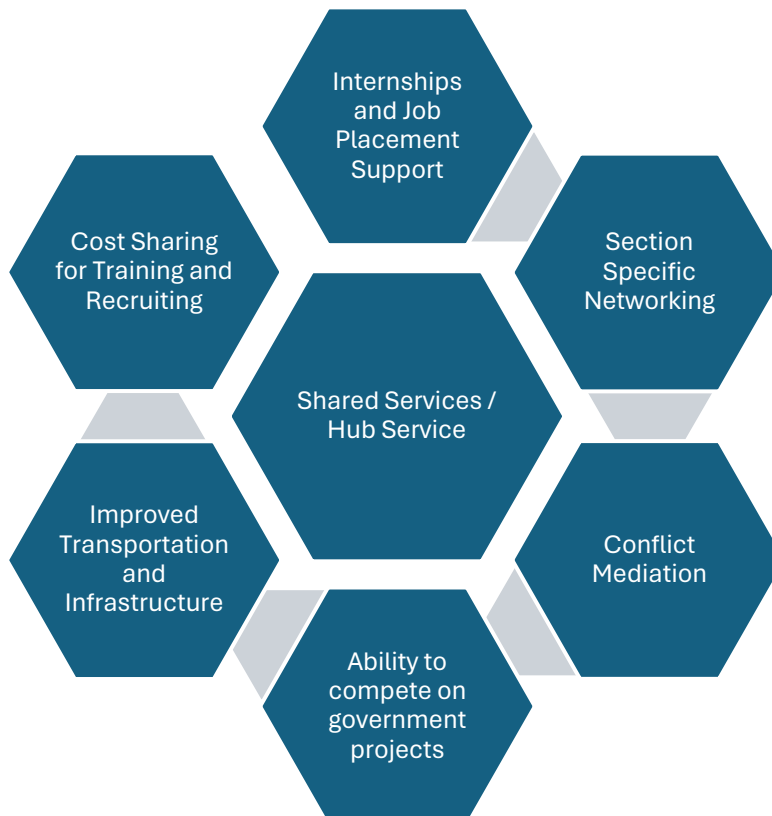 Internships
and Job
Placement
Support
Cost Sharing
for Training and
Recruiting
Section
Specific
Networking
Shared Services /
Hub Service
Improved
Transportation
and
Infrastructure
Conflict
Mediation
Ability to
compete on
government
projects